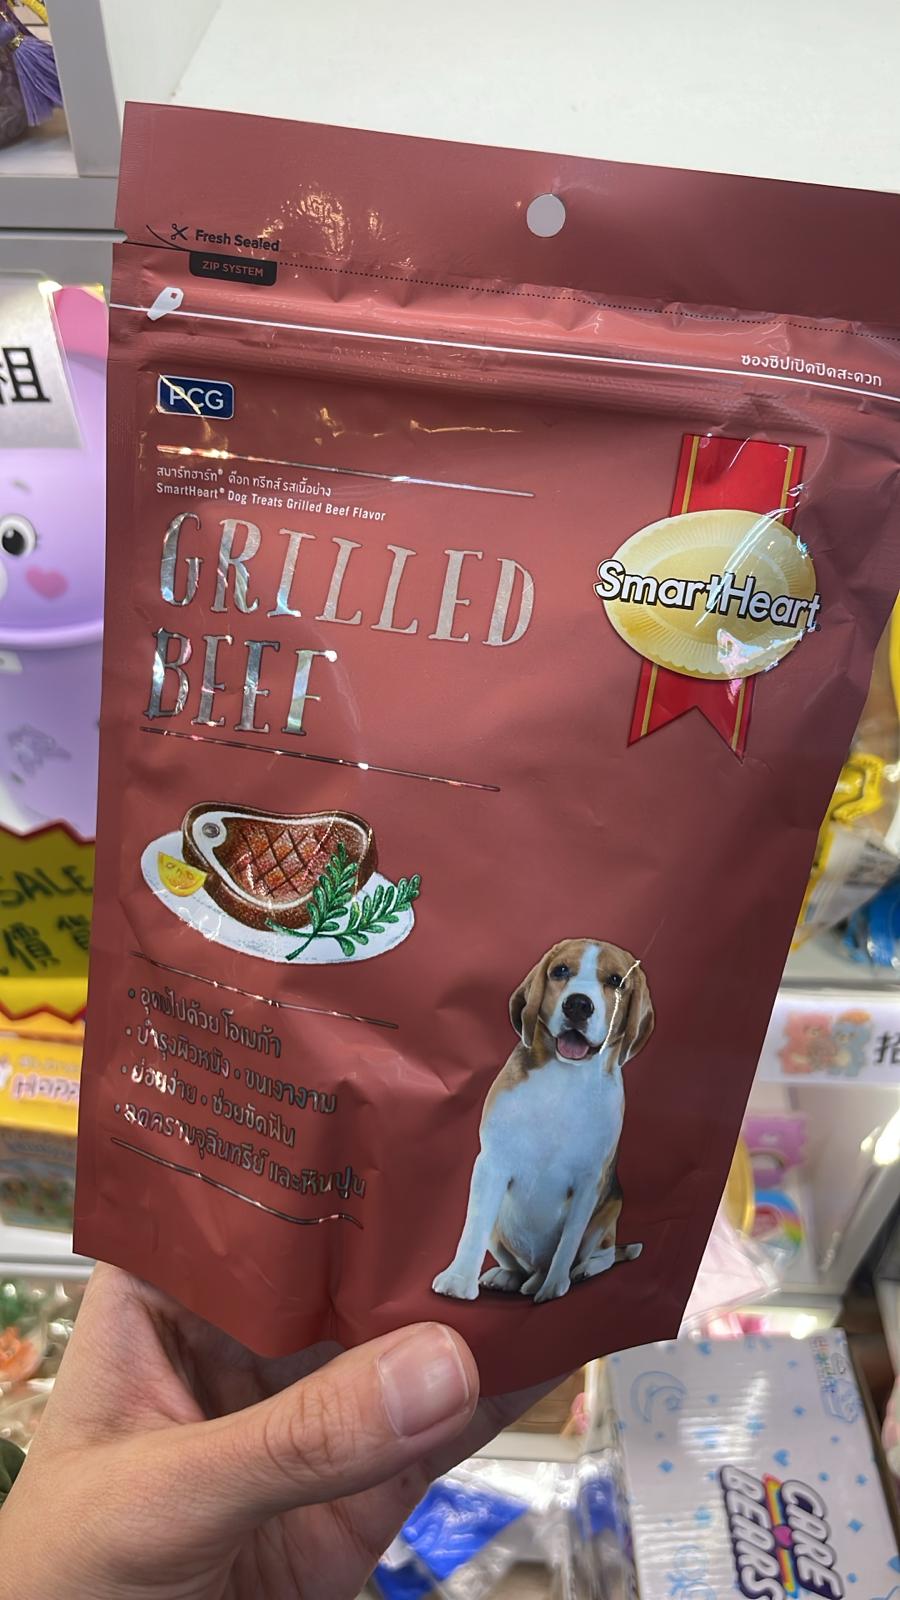 Fresh Sealed
ZIP SYSTEM
ซองซิปเปิดปิดสะดวก
PCG
สมาร์ทฮาร์ท® ด็อก ทรีทส์ รสเนื้อย่าง
SmartHeart® Dog Treats Grilled Beef Flavor
GRILLED
BEEF
SmartHeart®
• อุดมไปด้วยโอเมก้า
• บำรุงผิวหนัง • ขนเงางาม
• ย่อยง่าย • ช่วยขัดฟัน
• ลดคราบจุลินทรีย์ และหินปูน
租
SALE
價
招
CARE
BEARS